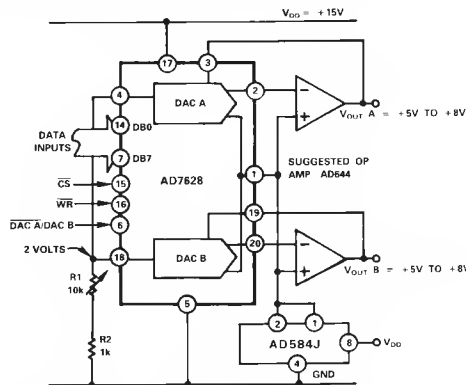 V_DD = +15V
17
3
4
DAC A
2
V_OUT A = +5V TO +8V
14
DB0
DATA
INPUTS
7
DB7
1
SUGGESTED OP
AMP AD644
AD7628
CS
15
WR
16
19
DAC A/DAC B
6
20
2 VOLTS
18
DAC B
V_OUT B = +5V TO +8V
R1
10k
5
2
1
AD584J
8
V_DD
R2
1k
4
GND